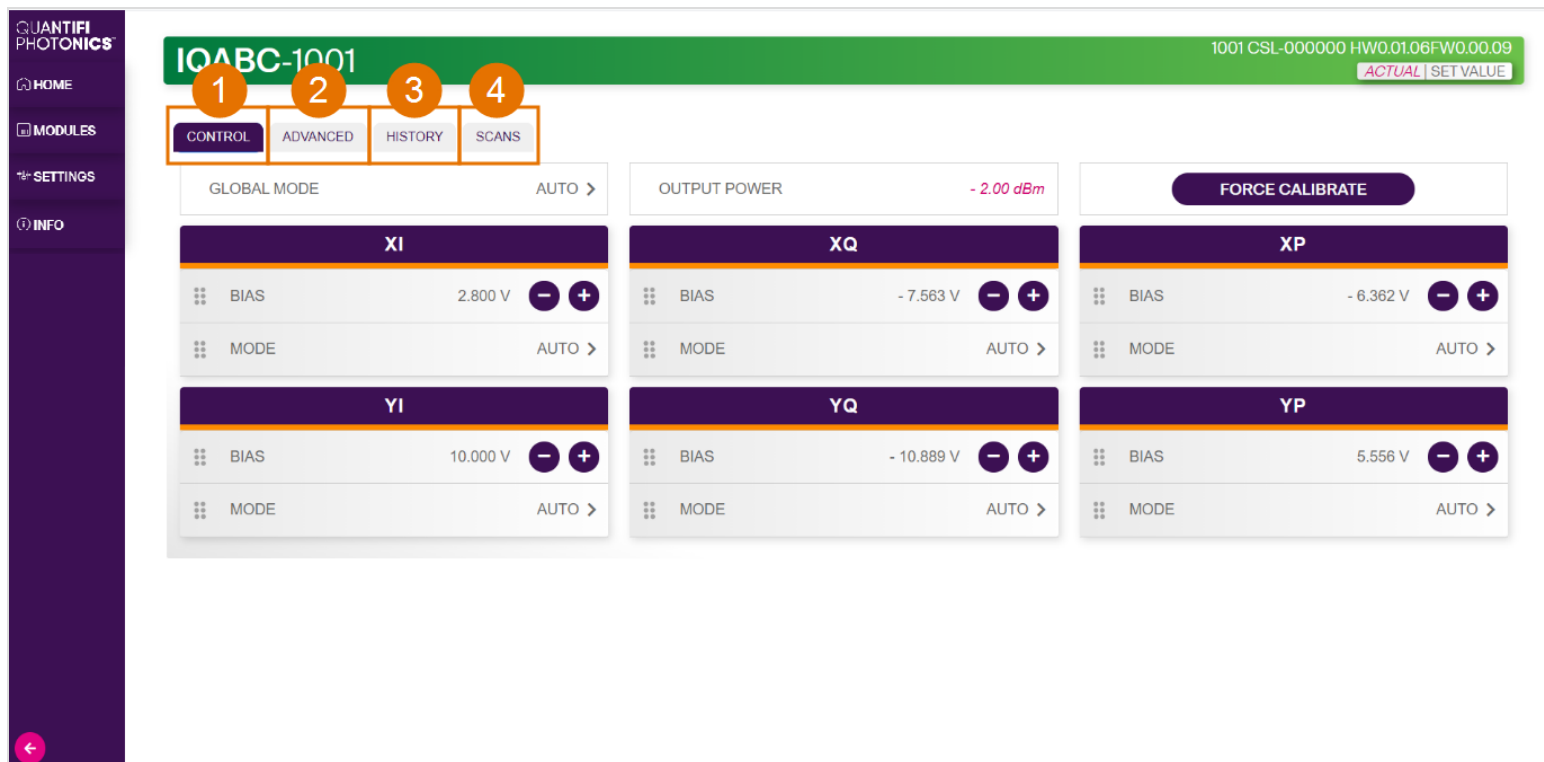 QUANTIFI
PHOTONICS™
HOME
MODULES
SETTINGS
INFO
IQABC-1001
1001 CSL-000000 HW0.01.06FW0.00.09
ACTUAL | SET VALUE
1 2 3 4
CONTROL ADVANCED HISTORY SCANS
GLOBAL MODE AUTO
OUTPUT POWER - 2.00 dBm
FORCE CALIBRATE
XI
BIAS 2.800 V
MODE AUTO
XQ
BIAS - 7.563 V
MODE AUTO
XP
BIAS - 6.362 V
MODE AUTO
YI
BIAS 10.000 V
MODE AUTO
YQ
BIAS - 10.889 V
MODE AUTO
YP
BIAS 5.556 V
MODE AUTO